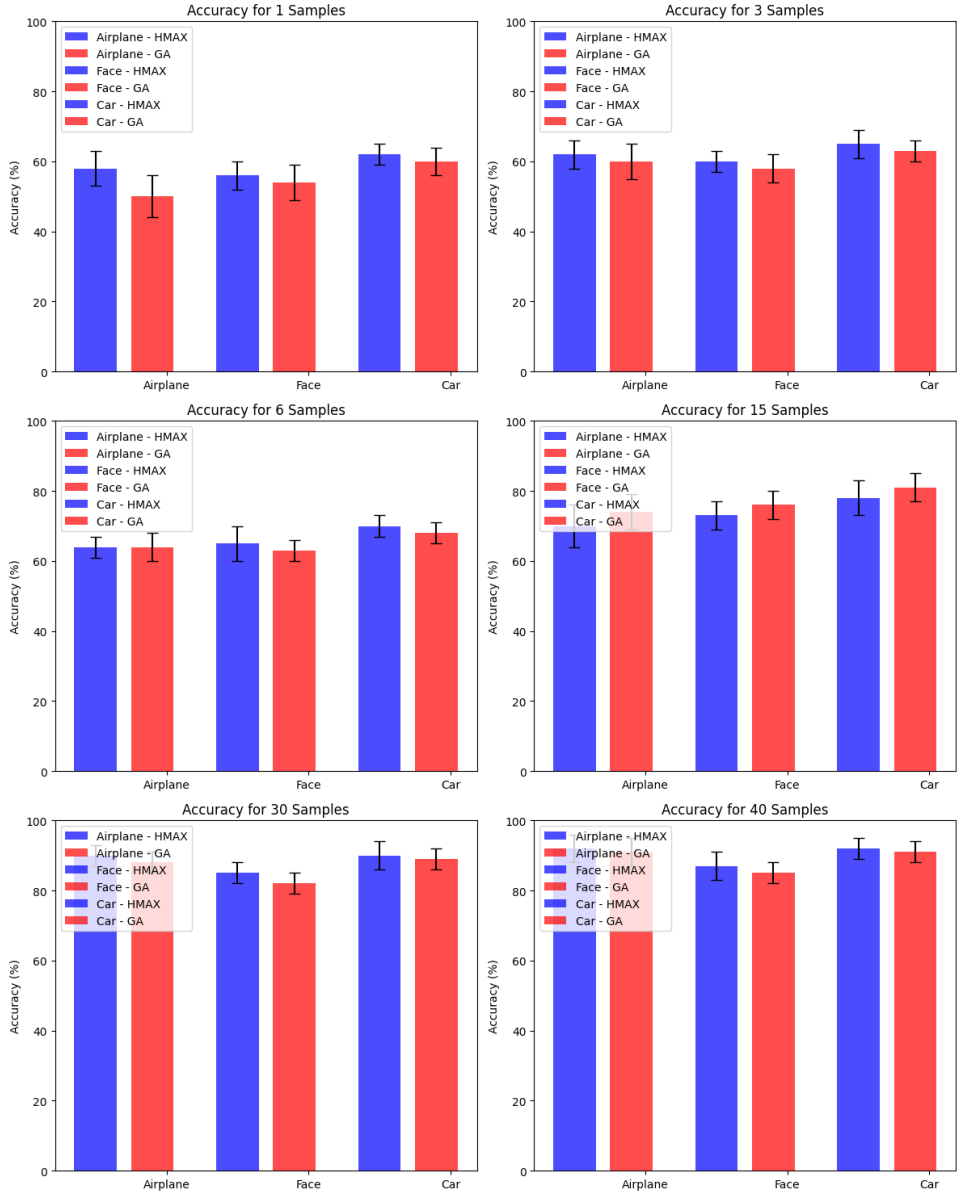 Accuracy for 1 Samples
Accuracy (%)
100
80
60
40
20
0
Airplane - HMAX
Airplane - GA
Face - HMAX
Face - GA
Car - HMAX
Car - GA
Airplane Face Car
Accuracy for 3 Samples
Accuracy (%)
100
80
60
40
20
0
Airplane - HMAX
Airplane - GA
Face - HMAX
Face - GA
Car - HMAX
Car - GA
Airplane Face Car
Accuracy for 6 Samples
Accuracy (%)
100
80
60
40
20
0
Airplane - HMAX
Airplane - GA
Face - HMAX
Face - GA
Car - HMAX
Car - GA
Airplane Face Car
Accuracy for 15 Samples
Accuracy (%)
100
80
60
40
20
0
Airplane - HMAX
Airplane - GA
Face - HMAX
Face - GA
Car - HMAX
Car - GA
Airplane Face Car
Accuracy for 30 Samples
Accuracy (%)
100
80
60
40
20
0
Airplane - HMAX
Airplane - GA
Face - HMAX
Face - GA
Car - HMAX
Car - GA
Airplane Face Car
Accuracy for 40 Samples
Accuracy (%)
100
80
60
40
20
0
Airplane - HMAX
Airplane - GA
Face - HMAX
Face - GA
Car - HMAX
Car - GA
Airplane Face Car